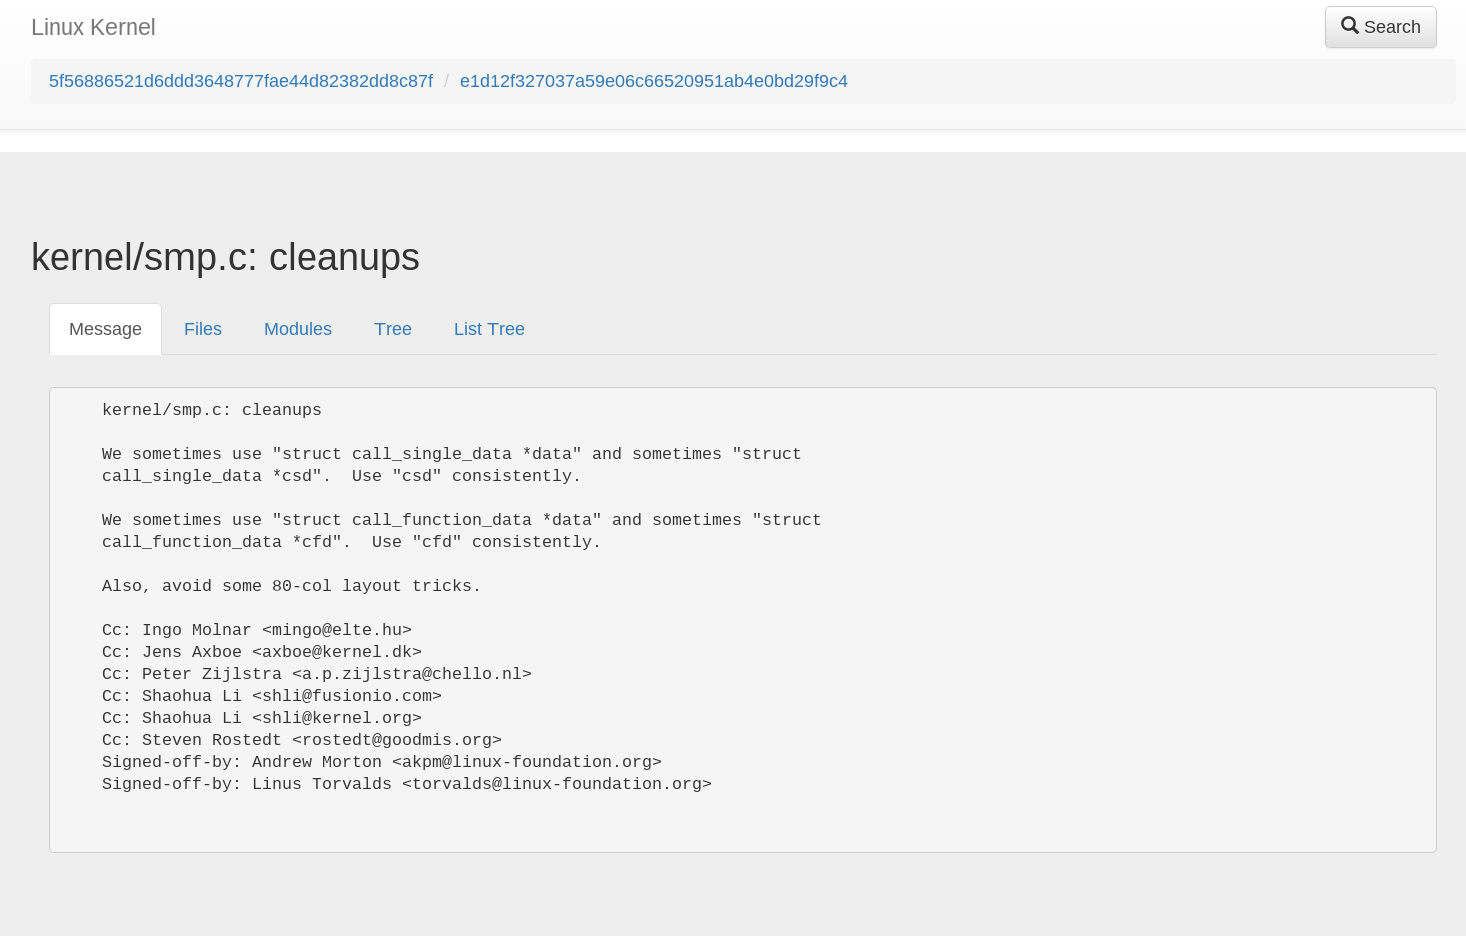 Linux Kernel
Search
5f56886521d6ddd3648777fae44d82382dd8c87f / e1d12f327037a59e06c66520951ab4e0bd29f9c4
kernel/smp.c: cleanups
Message Files Modules Tree List Tree
kernel/smp.c: cleanups
We sometimes use "struct call_single_data *data" and sometimes "struct
call_single_data *csd".  Use "csd" consistently.
We sometimes use "struct call_function_data *data" and sometimes "struct
call_function_data *cfd".  Use "cfd" consistently.
Also, avoid some 80-col layout tricks.
Cc: Ingo Molnar <mingo@elte.hu>
Cc: Jens Axboe <axboe@kernel.dk>
Cc: Peter Zijlstra <a.p.zijlstra@chello.nl>
Cc: Shaohua Li <shli@fusionio.com>
Cc: Shaohua Li <shli@kernel.org>
Cc: Steven Rostedt <rostedt@goodmis.org>
Signed-off-by: Andrew Morton <akpm@linux-foundation.org>
Signed-off-by: Linus Torvalds <torvalds@linux-foundation.org>